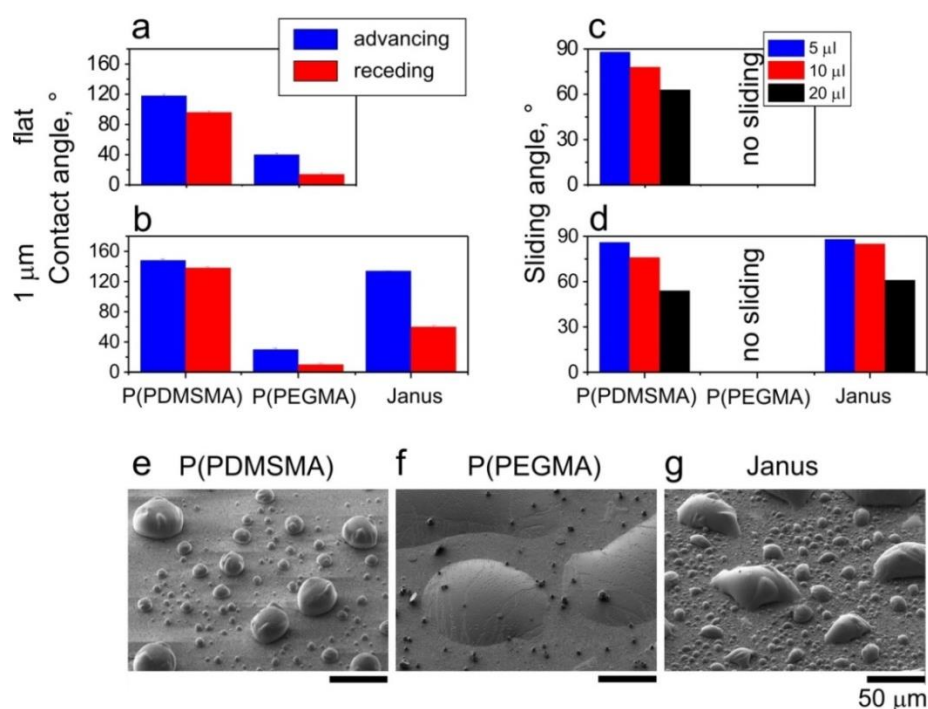 a
advancing
receding
flat
1 μm
Contact angle, °
160
120
80
40
0
b
160
120
80
40
0
P(PDMSMA)
P(PEGMA)
Janus
c
5 μl
10 μl
20 μl
Sliding angle, °
90
60
30
0
no sliding
d
90
60
30
0
no sliding
P(PDMSMA)
P(PEGMA)
Janus
e P(PDMSMA)
f P(PEGMA)
g Janus
50 μm